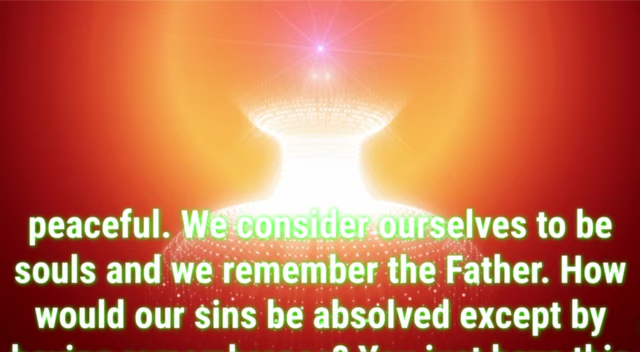 peaceful. We consider ourselves to be
souls and we remember the Father. How
would our sins be absolved except by